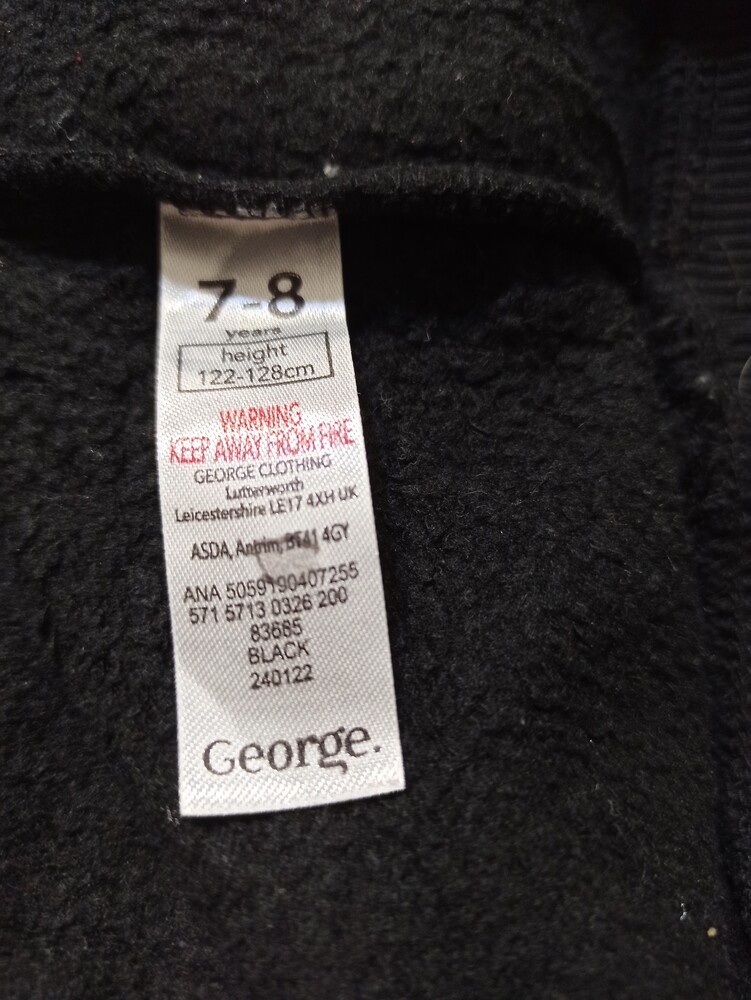 7-8
years
height
122-128cm
WARNING
KEEP AWAY FROM FIRE
GEORGE CLOTHING
Lutterworth
Leicestershire LE17 4XH UK
ASDA, Antrim, BT41 4GY
ANA 5059190407255
571 5713 0326 200
83685
BLACK
240122
George.